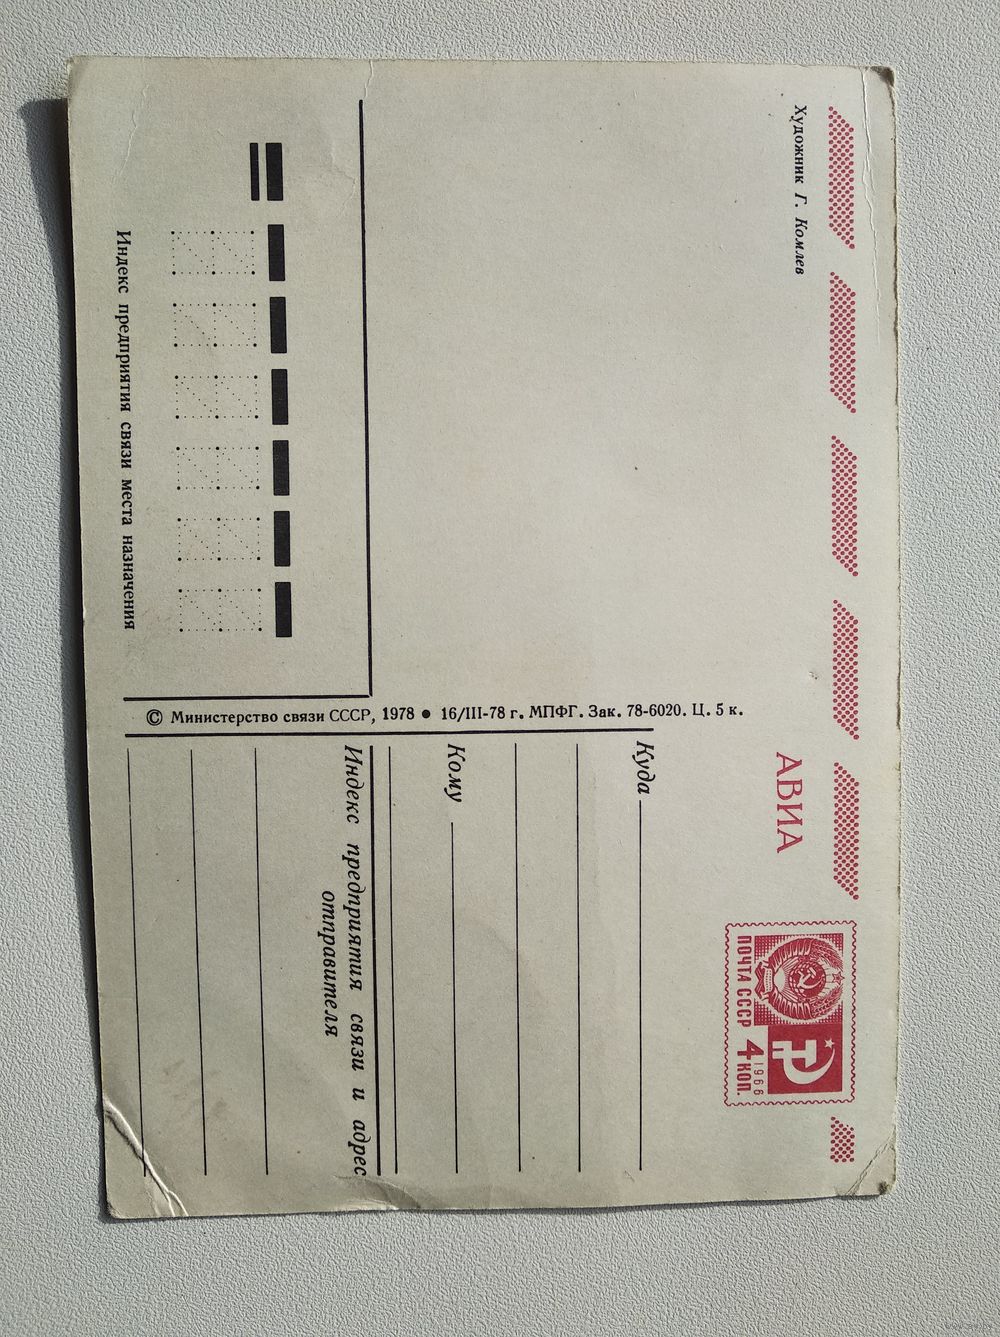 Художник Г. Комлев
АВИА
ПОЧТА СССР
1966
4 КОП.
Куда
Кому
Индекс предприятия связи и адрес
отправителя
© Министерство связи СССР, 1978 ● 16/III-78 г. МПФГ. Зак. 78-6020. Ц. 5 к.
Индекс предприятия связи места назначения